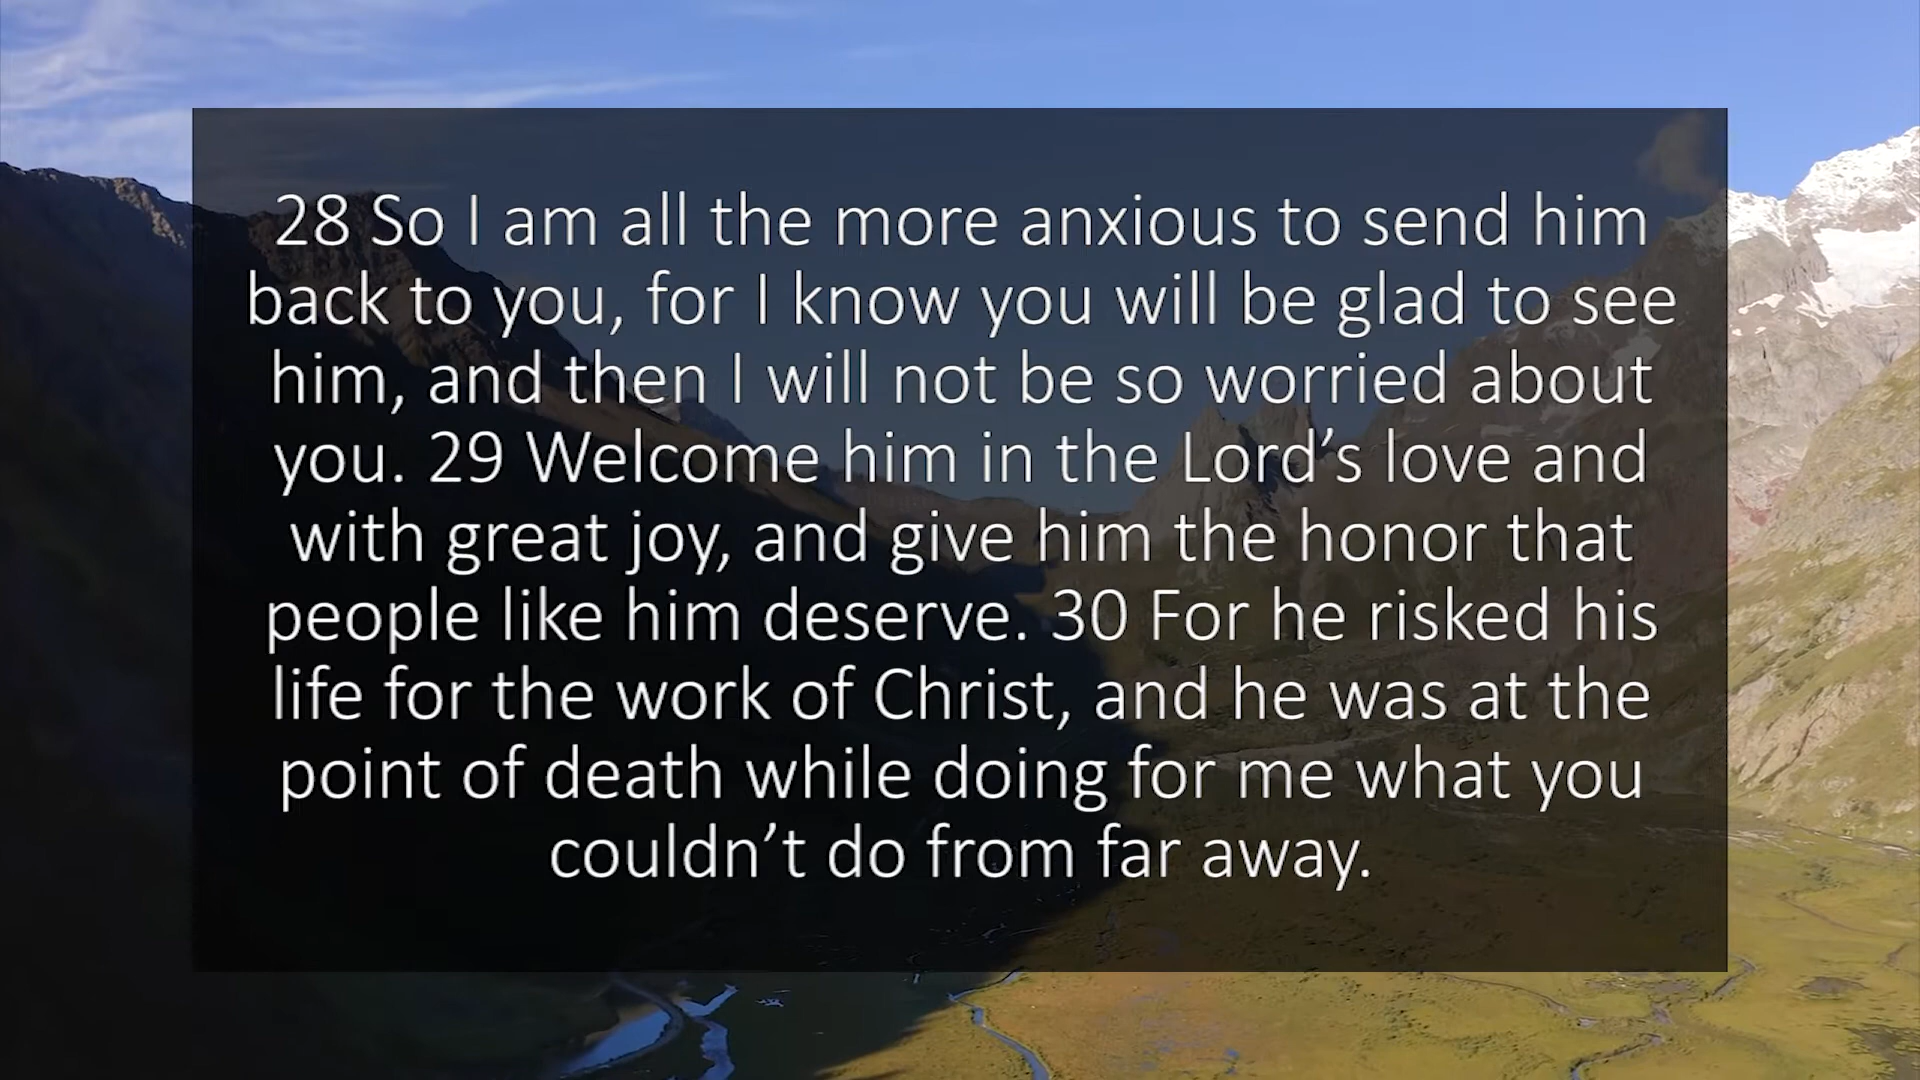 28 So I am all the more anxious to send him
back to you, for I know you will be glad to see
him, and then I will not be so worried about
you. 29 Welcome him in the Lord’s love and
with great joy, and give him the honor that
people like him deserve. 30 For he risked his
life for the work of Christ, and he was at the
point of death while doing for me what you
couldn’t do from far away.